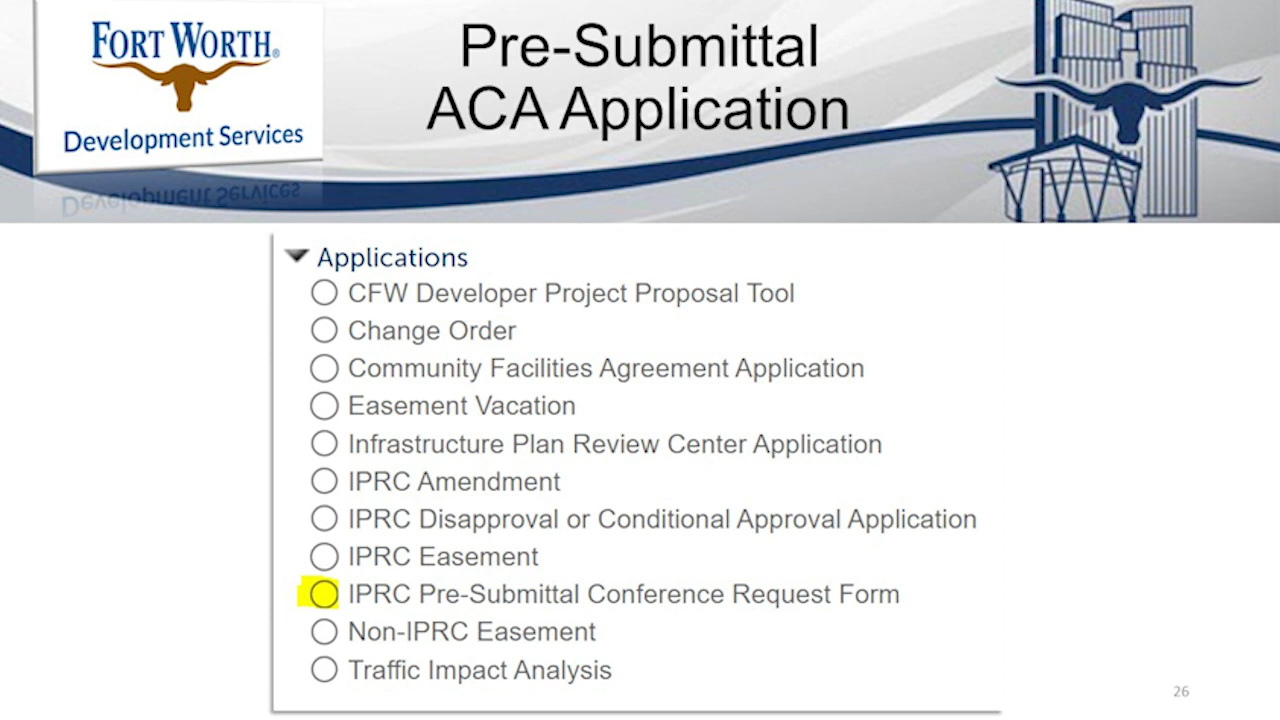 FORT WORTH®
Development Services
Pre-Submittal
ACA Application
Applications
CFW Developer Project Proposal Tool
Change Order
Community Facilities Agreement Application
Easement Vacation
Infrastructure Plan Review Center Application
IPRC Amendment
IPRC Disapproval or Conditional Approval Application
IPRC Easement
IPRC Pre-Submittal Conference Request Form
Non-IPRC Easement
Traffic Impact Analysis
26